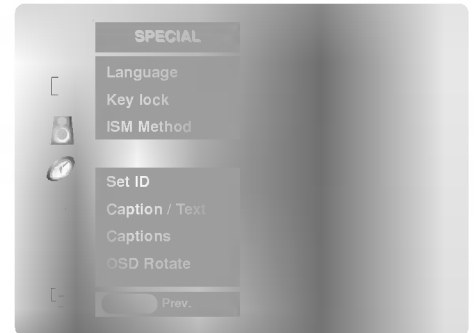 SPECIAL
Language
Key lock
ISM Method
Set ID
Caption / Text
Captions
OSD Rotate
Prev.